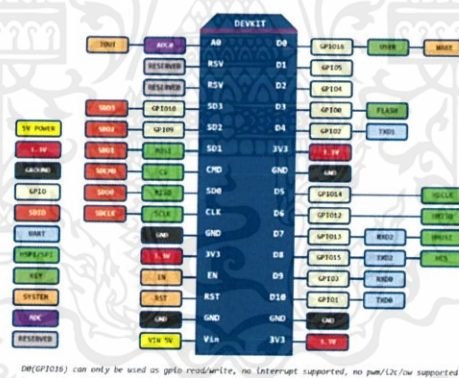 DEVKIT
TOUT ADC0 A0 D0 GPIO16 USER WAKE
RESERVED RSV D1 GPIO5
RESERVED RSV D2 GPIO4
SDD3 GPIO10 SD3 D3 GPIO0 FLASH
SDD2 GPIO9 SD2 D4 GPIO2 TXD1
SDD1 MOSI SD1 3V3 3.3V
SDCMD CS CMD GND GND
SDD0 MISO SD0 D5 GPIO14 HSCLK
SDCLK SCLK CLK D6 GPIO12 HMISO
GND GND D7 GPIO13 RXD2 HMOSI
3.3V 3V3 D8 GPIO15 TXD2 HCS
EN EN D9 GPIO3 RXD0
RST RST D10 GPIO1 TXD0
GND GND GND GND
VIN 5V Vin 3V3 3.3V
5V POWER
3.3V
GROUND
GPIO
SDIO
UART
HSPI/SPI
KEY
SYSTEM
ADC
RESERVED
D0(GPIO16) can only be used as gpio read/write, no interrupt supported, no pwm/i2c/ow supported